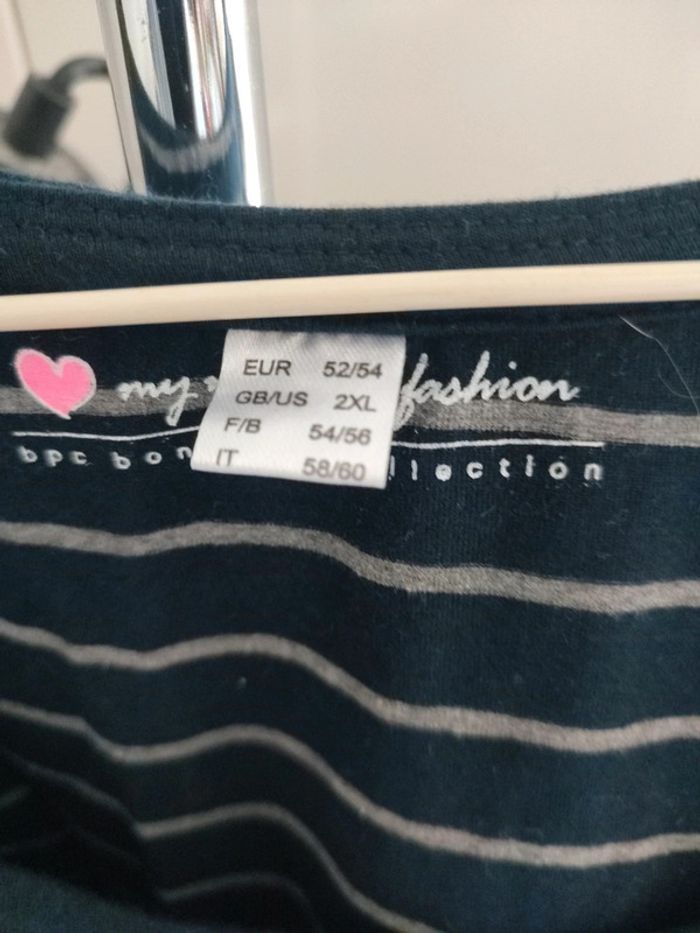 EUR 52/54
GB/US 2XL
F/B 54/56
IT 58/60
my fashion
bpc bon llection